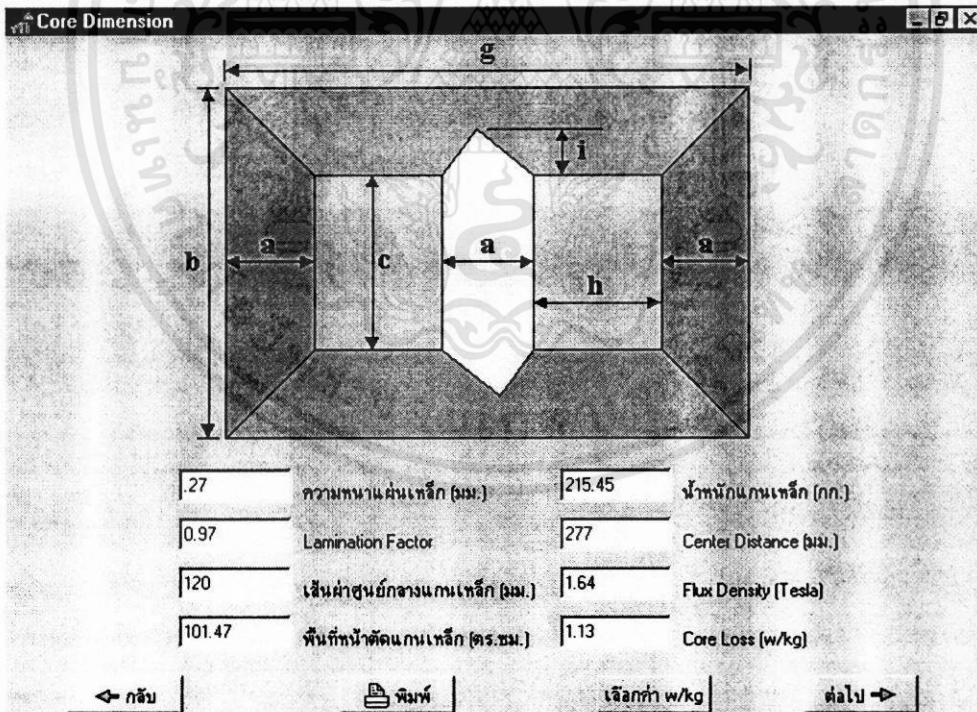 Core Dimension
g
i
b a c a h a
.27 ความหนาแผ่นเหล็ก (มม.) 215.45 น้ำหนักแกนเหล็ก (กก.)
0.97 Lamination Factor 277 Center Distance (มม.)
120 เส้นผ่าศูนย์กลางแกนเหล็ก (มม.) 1.64 Flux Density (Tesla)
101.47 พื้นที่หน้าตัดแกนเหล็ก (ตร.ซม.) 1.13 Core Loss (w/kg)
กลับ พิมพ์ เลือกค่า w/kg ต่อไป